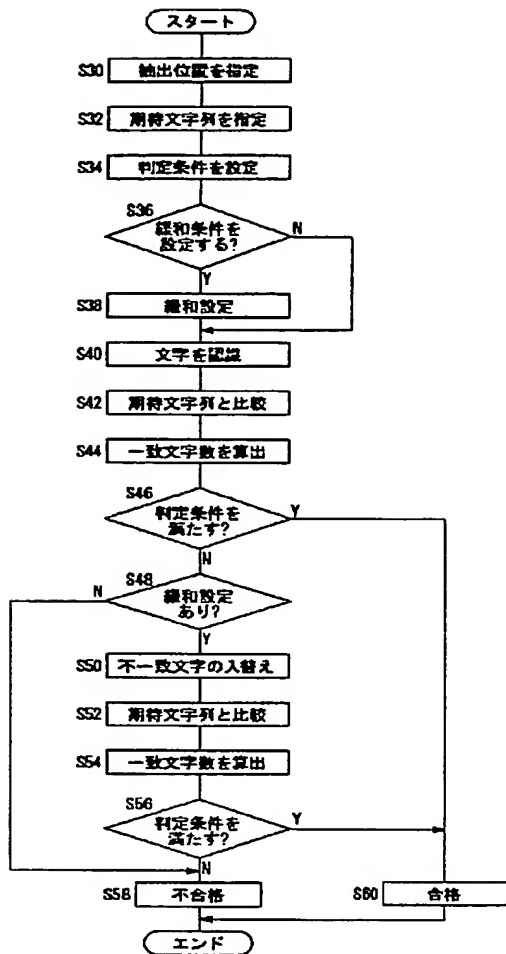 スタート
S30 抽出位置を指定
S32 期待文字列を指定
S34 判定条件を設定
S36
緩和条件を
設定する?
N
Y
S38 緩和設定
S40 文字を認識
S42 期待文字列と比較
S44 一致文字数を算出
S46
判定条件を
満たす?
Y
N
S48
緩和設定
あり?
N
Y
S50 不一致文字の入替え
S52 期待文字列と比較
S54 一致文字数を算出
S56
判定条件を
満たす?
Y
N
S58 不合格
S60 合格
エンド